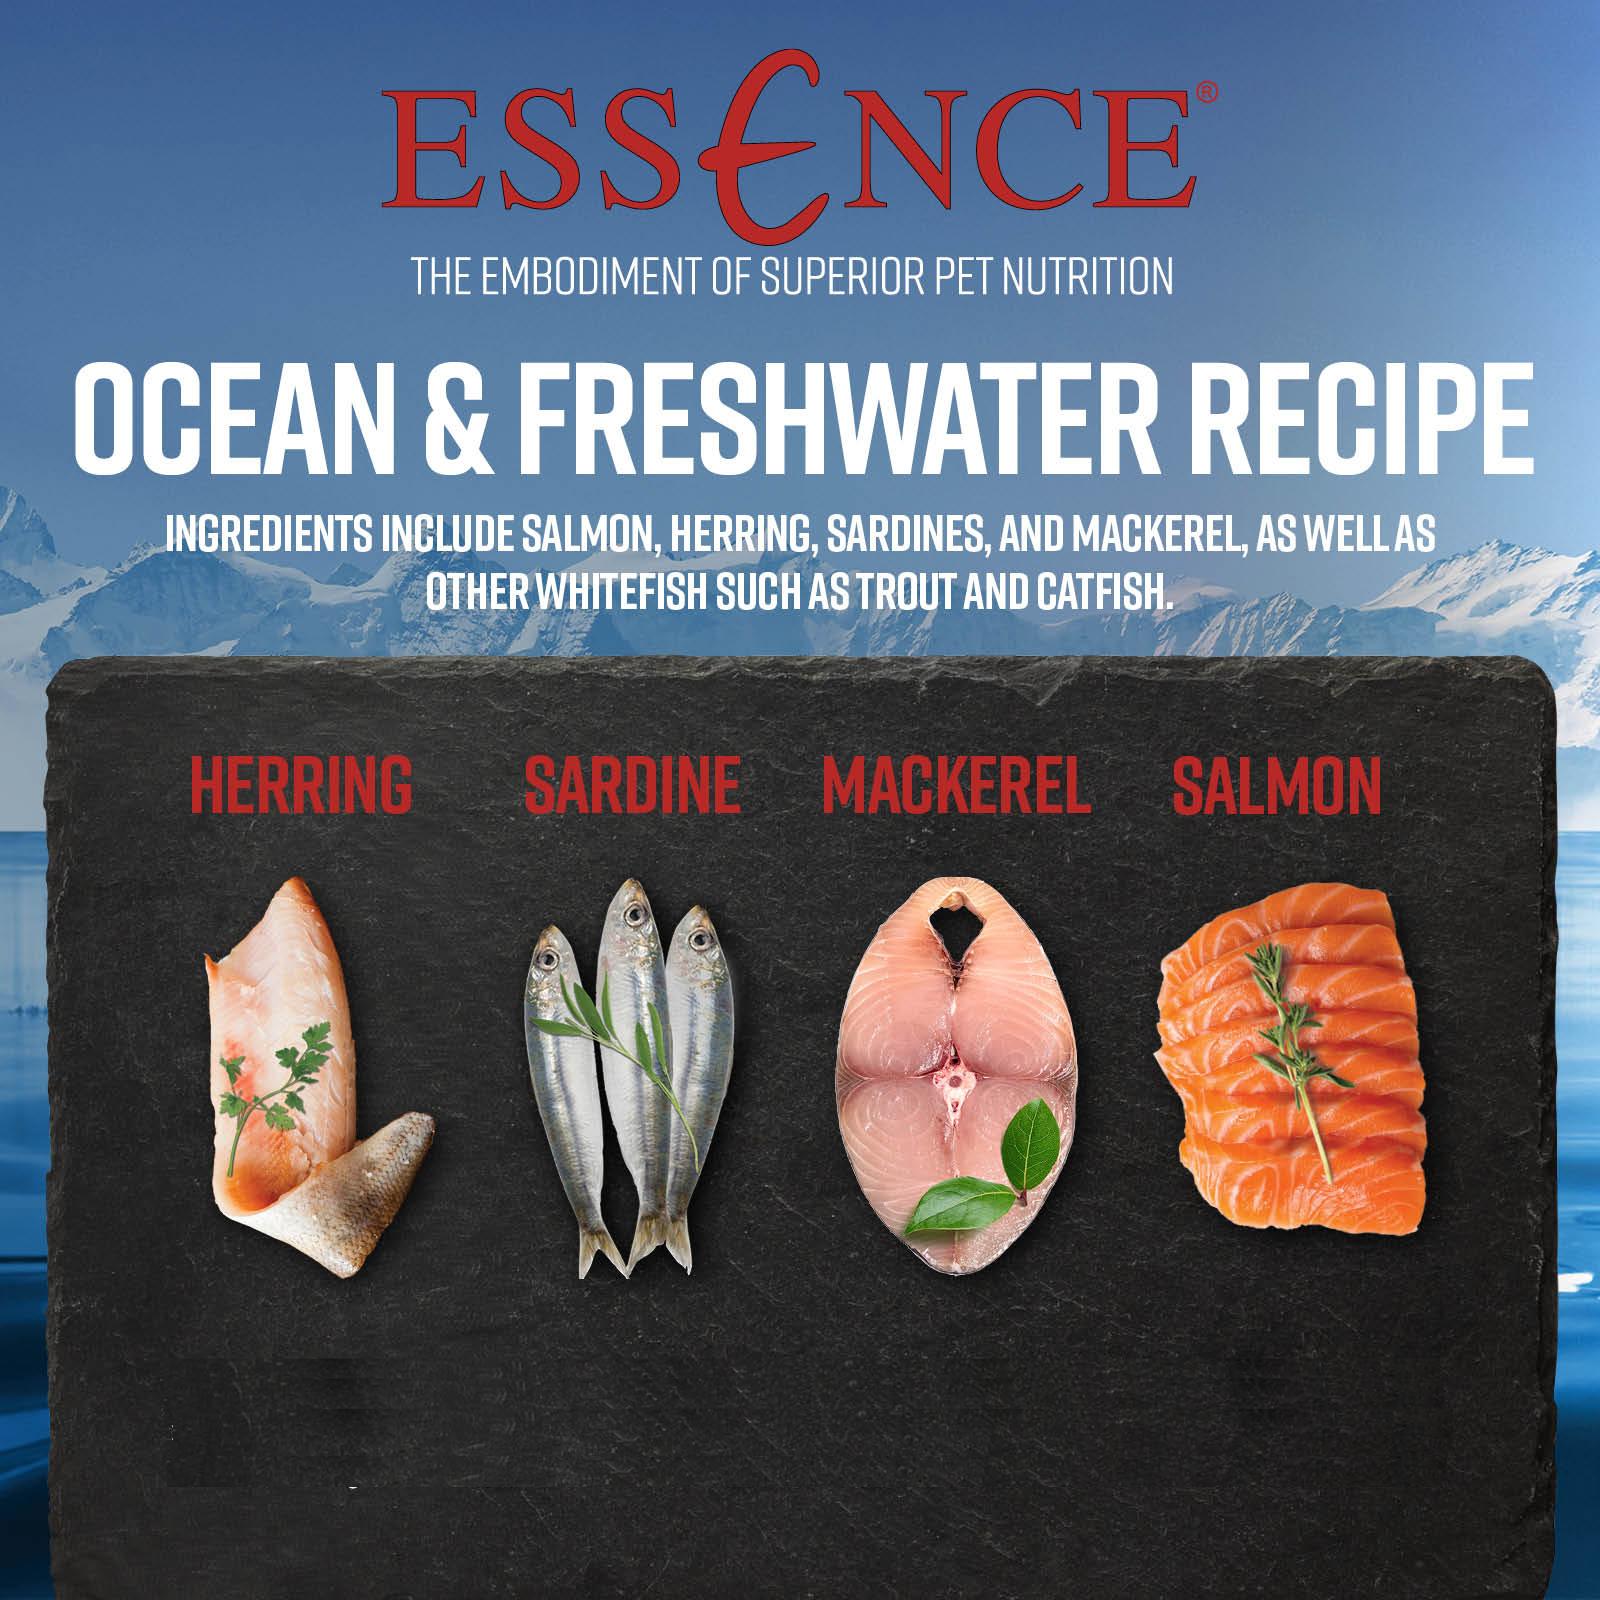 ESSENCE®
THE EMBODIMENT OF SUPERIOR PET NUTRITION
OCEAN & FRESHWATER RECIPE
INGREDIENTS INCLUDE SALMON, HERRING, SARDINES, AND MACKEREL, AS WELL AS
OTHER WHITEFISH SUCH AS TROUT AND CATFISH.
HERRING
SARDINE
MACKEREL
SALMON